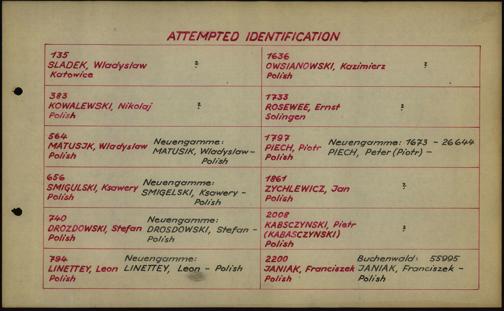 ATTEMPTED IDENTIFICATION
135
SLADEK, Wladyslaw ?
Katowice
383
KOWALEWSKI, Nikolaj ?
Polish
564
MATUSIK, Wladyslaw Neuengamme:
Polish MATUSIK, Wladyslaw-
Polish
656
SMIGULSKI, Ksawery Neuengamme:
Polish SMIGELSKI, Ksawery -
Polish
740
DROZDOWSKI, Stefan Neuengamme:
Polish DROSDOWSKI, Stefan -
Polish
794
LINETTEY, Leon Neuengamme:
Polish LINETTEY, Leon - Polish
1636
OWSIANOWSKI, Kazimierz ?
Polish
1733
ROSEWEE, Ernst ?
Solingen
1797
PIECH, Piotr Neuengamme: 1673 - 26644
Polish PIECH, Peter (Piotr) -
1861
ZYCHLEWICZ, Jan ?
Polish
2008
KABSCZYNSKI, Piotr
(KABASCZYNSKI) ?
Polish
2200
JANIAK, Franciszek Buchenwald: 55995
Polish JANIAK, Franciszek -
Polish